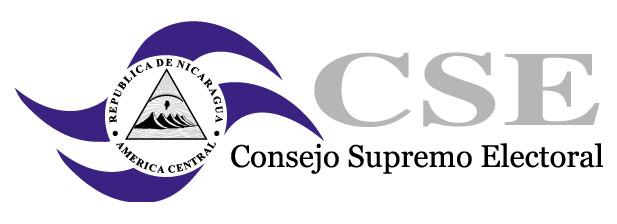 REPUBLICA DE NICARAGUA
AMERICA CENTRAL
CSE
Consejo Supremo Electoral